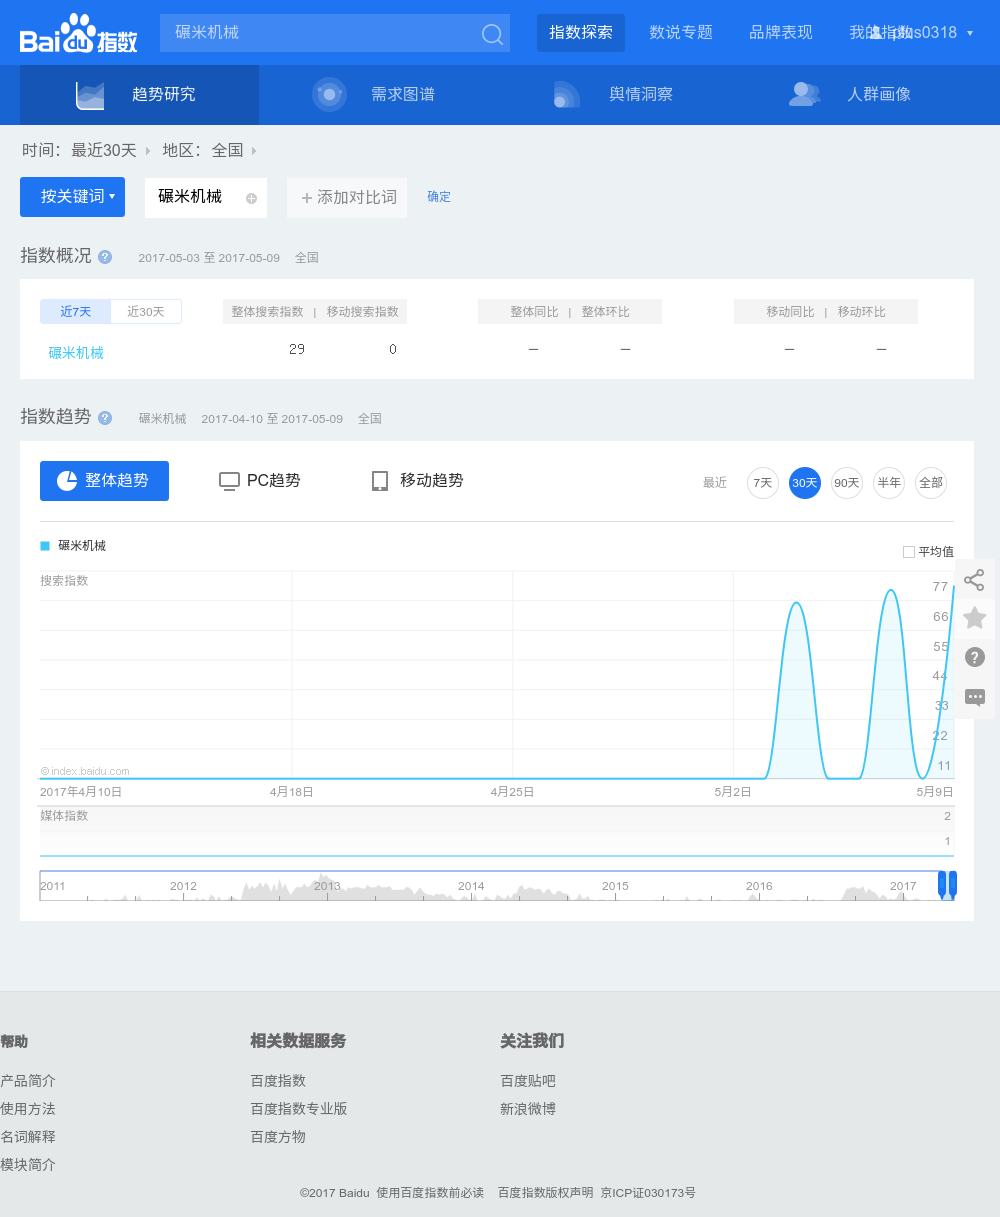 Bai du 指数 碾米机械 指数探索 数说专题 品牌表现 我的指数 plus0318
趋势研究 需求图谱 舆情洞察 人群画像
时间: 最近30天 地区: 全国
按关键词 碾米机械 + 添加对比词 确定
指数概况 ? 2017-05-03 至 2017-05-09 全国
近7天 近30天 整体搜索指数 | 移动搜索指数 整体同比 | 整体环比 移动同比 | 移动环比
碾米机械 29 0 — — — —
指数趋势 ? 碾米机械 2017-04-10 至 2017-05-09 全国
整体趋势 PC趋势 移动趋势 最近 7天 30天 90天 半年 全部
碾米机械
平均值
搜索指数
77
66
55
44
33
22
11
©index.baidu.com
2017年4月10日 4月18日 4月25日 5月2日 5月9日
媒体指数 2
1
2011 2012 2013 2014 2015 2016 2017
帮助 相关数据服务 关注我们
产品简介 百度指数 百度贴吧
使用方法 百度指数专业版 新浪微博
名词解释 百度方物
模块简介
©2017 Baidu 使用百度指数前必读 百度指数版权声明 京ICP证030173号